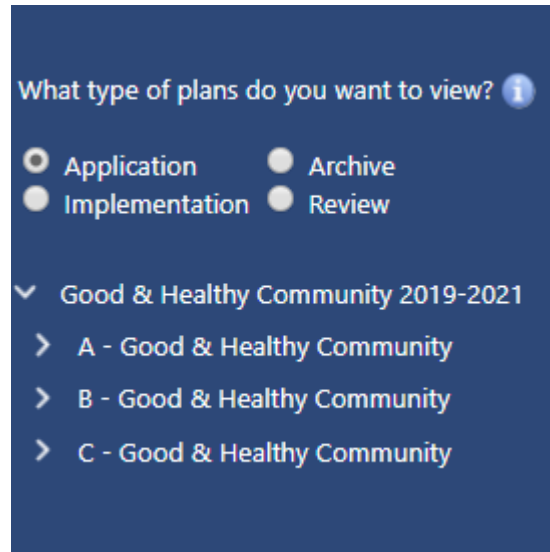 What type of plans do you want to view?
Application Archive
Implementation Review
Good & Healthy Community 2019-2021
A - Good & Healthy Community
B - Good & Healthy Community
C - Good & Healthy Community